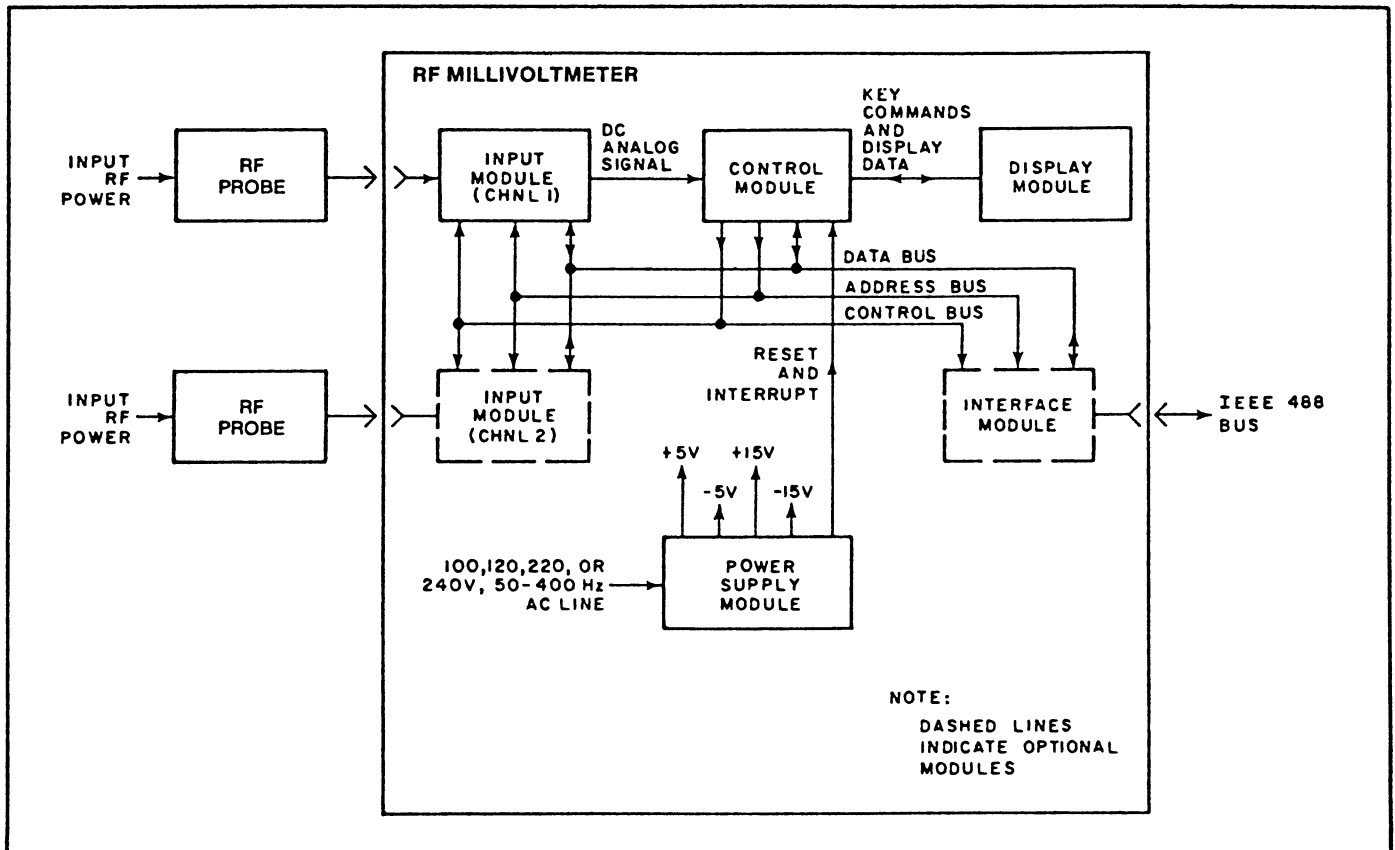 RF MILLIVOLTMETER
INPUT
RF
POWER
RF
PROBE
INPUT
MODULE
(CHNL 1)
DC
ANALOG
SIGNAL
CONTROL
MODULE
KEY
COMMANDS
AND
DISPLAY
DATA
DISPLAY
MODULE
DATA BUS
ADDRESS BUS
CONTROL BUS
INPUT
RF
POWER
RF
PROBE
INPUT
MODULE
(CHNL 2)
RESET
AND
INTERRUPT
INTERFACE
MODULE
IEEE 488
BUS
+5V
-5V
+15V
-15V
100,120,220, OR
240V, 50-400 Hz
AC LINE
POWER
SUPPLY
MODULE
NOTE:
DASHED LINES
INDICATE OPTIONAL
MODULES